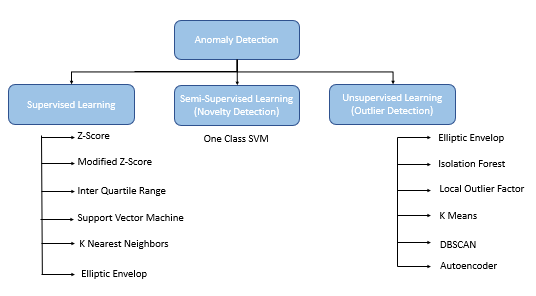 Anomaly Detection
Supervised Learning
Semi-Supervised Learning
(Novelty Detection)
Unsupervised Learning
(Outlier Detection)
Z-Score
Modified Z-Score
Inter Quartile Range
Support Vector Machine
K Nearest Neighbors
Elliptic Envelop
One Class SVM
Elliptic Envelop
Isolation Forest
Local Outlier Factor
K Means
DBSCAN
Autoencoder